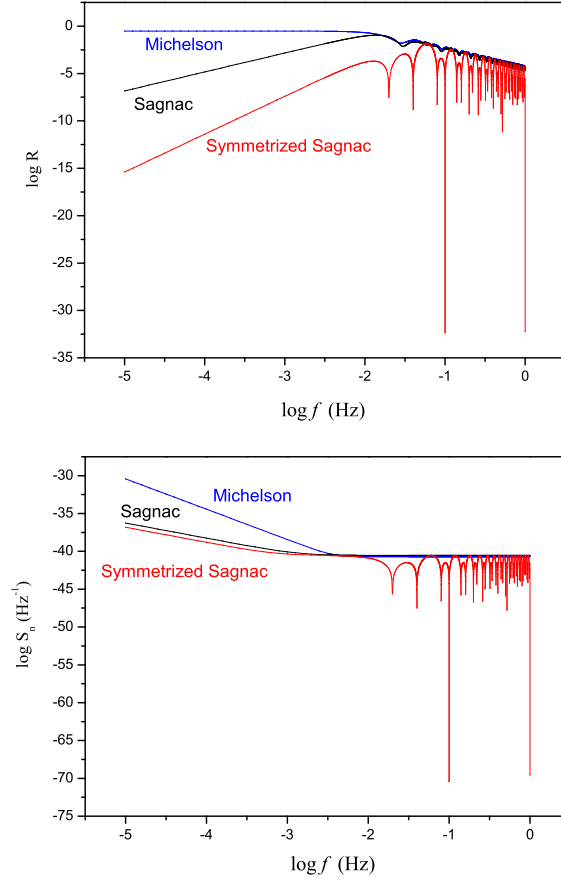 0
-5
-10
-15
-20
-25
-30
-35
log R
Michelson
Sagnac
Symmetrized Sagnac
-5 -4 -3 -2 -1 0
log f (Hz)
-30
-35
-40
-45
-50
-55
-60
-65
-70
-75
log Sn (Hz-1)
Michelson
Sagnac
Symmetrized Sagnac
-5 -4 -3 -2 -1 0
log f (Hz)